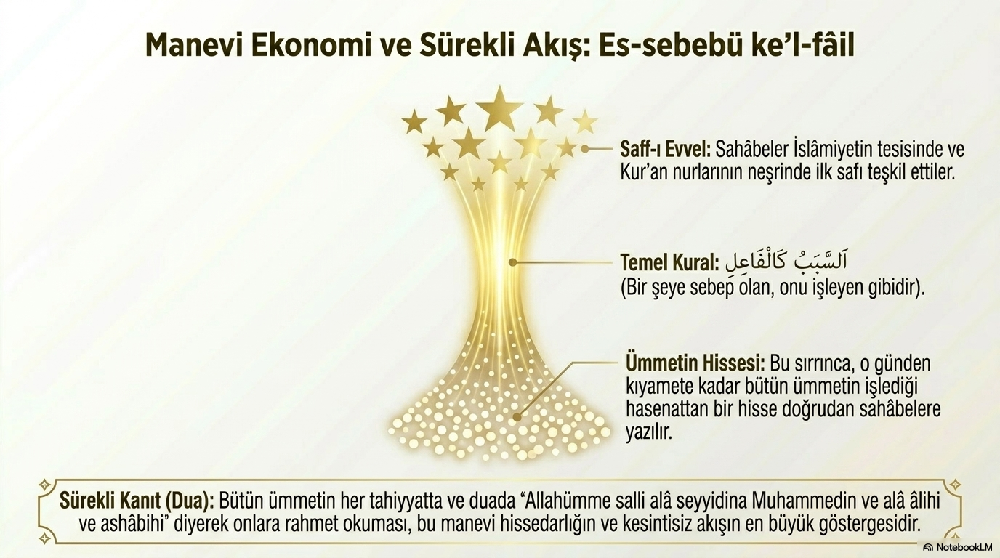 Manevi Ekonomi ve Sürekli Akış: Es-sebebü ke’l-fâil
Saff-ı Evvel: Sahâbeler İslâmiyetin tesisinde ve
Kur’an nurlarının neşrinde ilk safı teşkil ettiler.
Temel Kural: اَلسَّبَبُ كَالْفَاعِلِ
(Bir şeye sebep olan, onu işleyen gibidir).
Ümmetin Hissesi: Bu sırrınca, o günden
kıyamete kadar bütün ümmetin işlediği
hasenattan bir hisse doğrudan sahâbelere
yazılır.
Sürekli Kanıt (Dua): Bütün ümmetin her tahiyyatta ve duada “Allahümme salli alâ seyyidina Muhammedin ve alâ âlihi
ve ashâbihi” diyerek onlara rahmet okuması, bu manevi hissedarlığın ve kesintisiz akışın en büyük göstergesidir.
NotebookLM